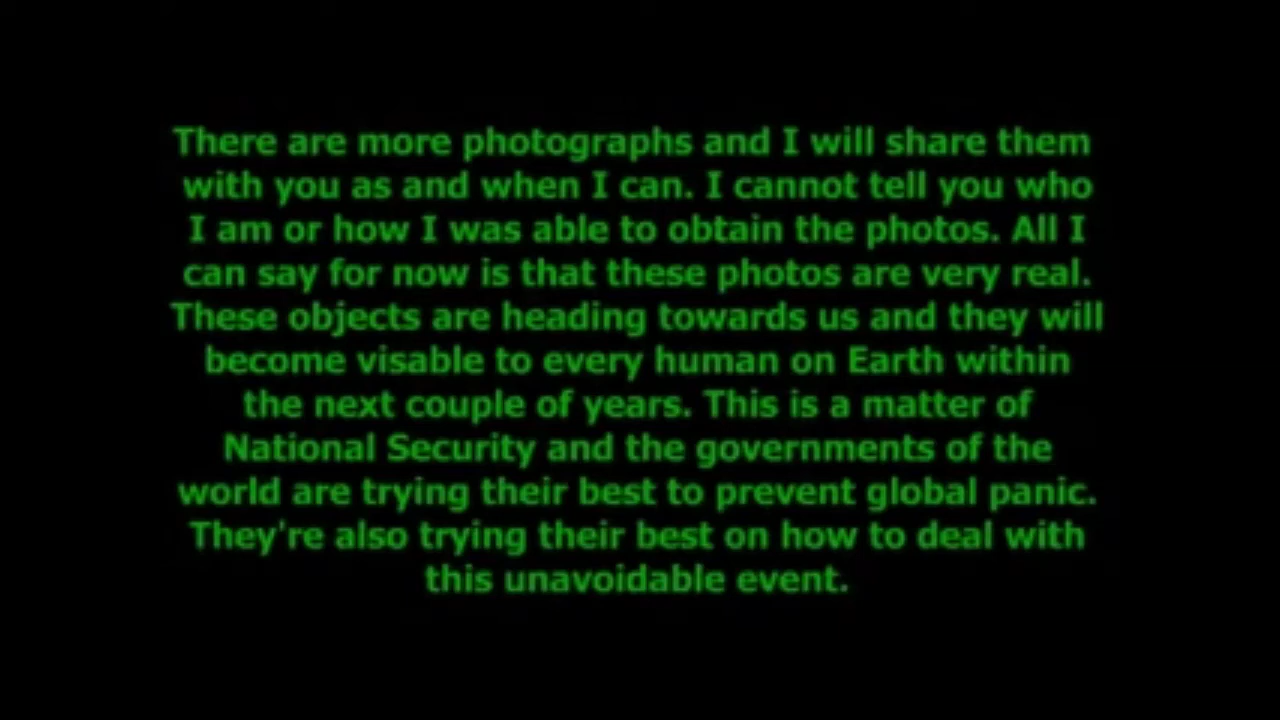 There are more photographs and I will share them
with you as and when I can. I cannot tell you who
I am or how I was able to obtain the photos. All I
can say for now is that these photos are very real.
These objects are heading towards us and they will
become visable to every human on Earth within
the next couple of years. This is a matter of
National Security and the governments of the
world are trying their best to prevent global panic.
They're also trying their best on how to deal with
this unavoidable event.